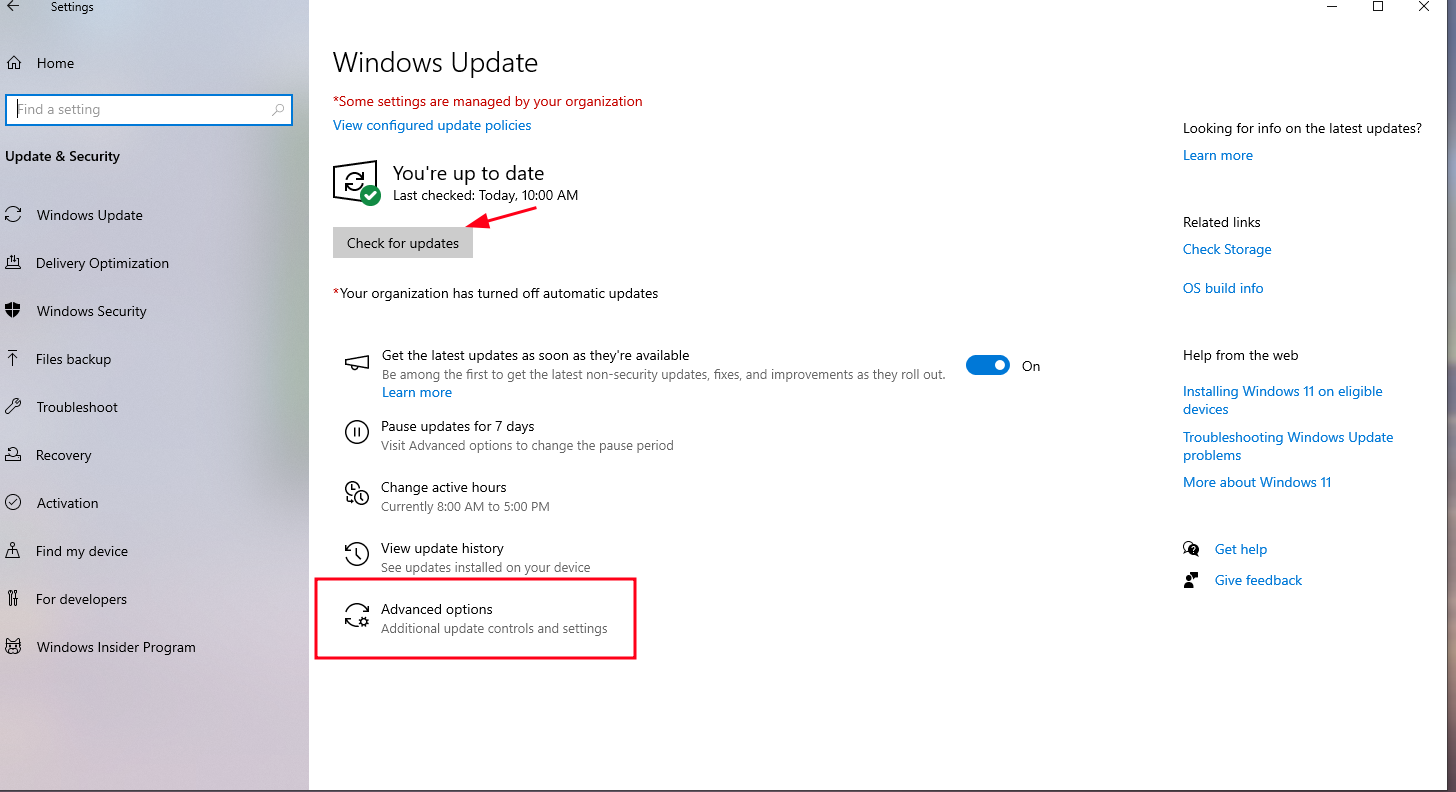 Settings
Home
Find a setting
Update & Security
Windows Update
Delivery Optimization
Windows Security
Files backup
Troubleshoot
Recovery
Activation
Find my device
For developers
Windows Insider Program
Windows Update
*Some settings are managed by your organization
View configured update policies
You're up to date
Last checked: Today, 10:00 AM
Check for updates
*Your organization has turned off automatic updates
Get the latest updates as soon as they're available
Be among the first to get the latest non-security updates, fixes, and improvements as they roll out.
Learn more
On
Pause updates for 7 days
Visit Advanced options to change the pause period
Change active hours
Currently 8:00 AM to 5:00 PM
View update history
See updates installed on your device
Advanced options
Additional update controls and settings
Looking for info on the latest updates?
Learn more
Related links
Check Storage
OS build info
Help from the web
Installing Windows 11 on eligible
devices
Troubleshooting Windows Update
problems
More about Windows 11
Get help
Give feedback